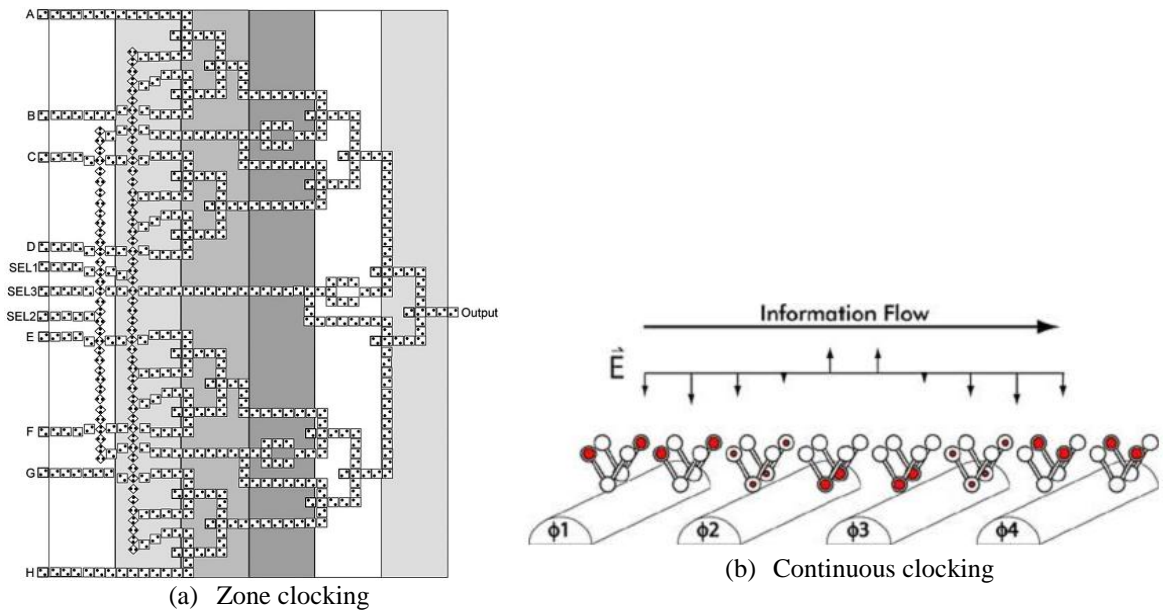 A
B
C
D
SEL1
SEL3
SEL2
E
F
G
H
Output
(a) Zone clocking
Information Flow
E
ϕ1 ϕ2 ϕ3 ϕ4
(b) Continuous clocking